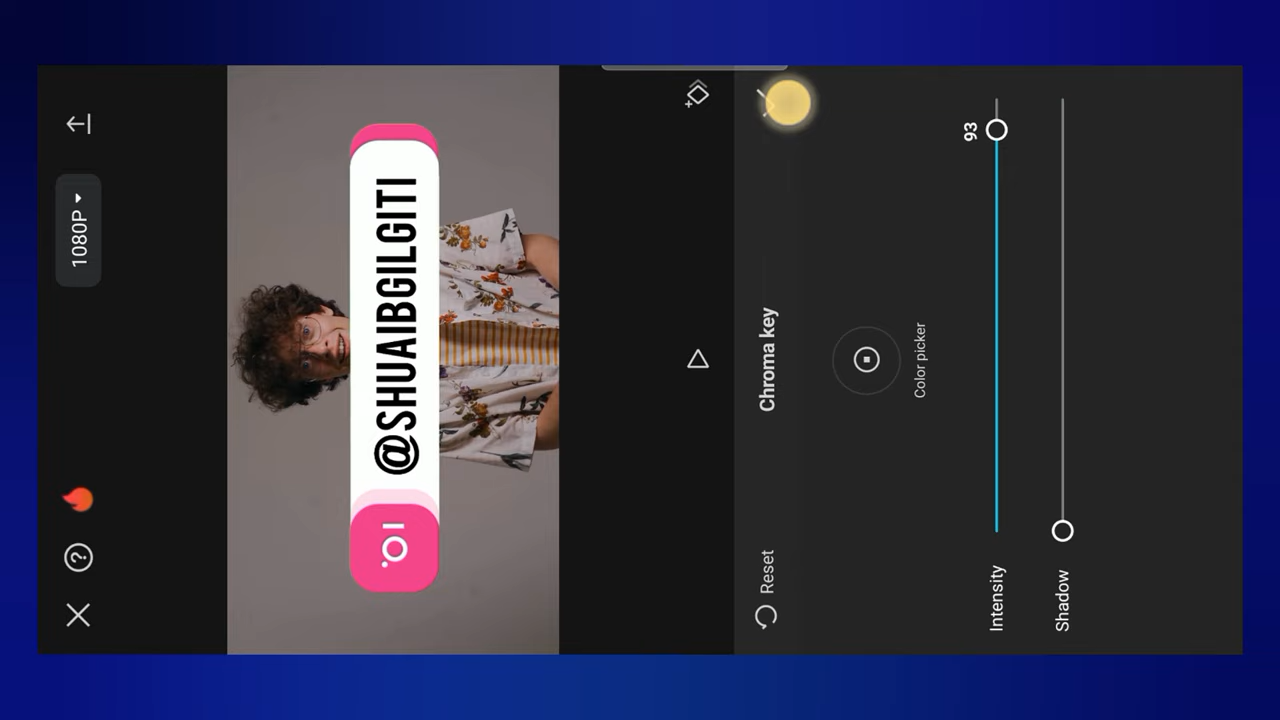 1080P
@SHUAIBGILGITI
Reset
Chroma key
Color picker
Intensity
93
Shadow